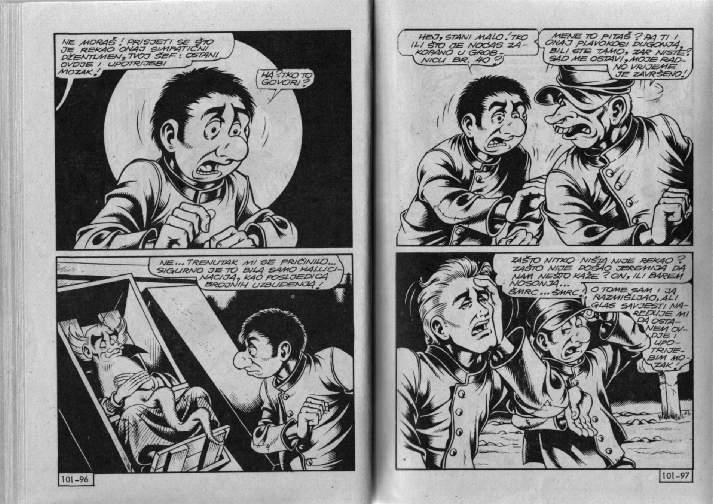 NE MORAŠ! PRISJETI SE ŠTO
JE REKAO ONAJ SIMPATIČNI
DŽENTLMEN, TVOJ ŠEF: OSTANI
OVDJE I UPOTRIJEBI
MOZAK!
HA? TKO TO
GOVORI?
NE... TRENUTAK MI SE PRIČINILO...
SIGURNO JE TO BILA SAMO HALUCI-
NACIJA, KAO POSLJEDICA
BROJNIH UZBUĐENJA!
101-96
HEJ, STANI MALO! TKO
ILI ŠTO JE NOĆAS ZA-
KOPANO U GROB-
NICU BR. 40?
MENE TO PITAŠ? PA TI I
ONAJ PLAVOKOSI DUGONJA,
BILI STE TAMO, ZAR NISTE?
SAD ME OSTAVI, MOJE RAD-
NO VRIJEME
JE ZAVRŠENO!
ZAŠTO NITKO NIŠTA NIJE REKAO?
ZAŠTO NIJE DOŠAO JEREMIJA DA
NAM NEŠTO KAŽE? ON, ILI BAREM
NOSONJA...
ŠMRC... ŠMRC!
O TOME SAM I JA
RAZMIŠLJAO, ALI
GLAS SAVJESTI NA-
REĐUJE MI
DA OSTA-
NEM OV-
DJE I
UPO-
TRIJE-
BIM MO-
ZAK!
101-97